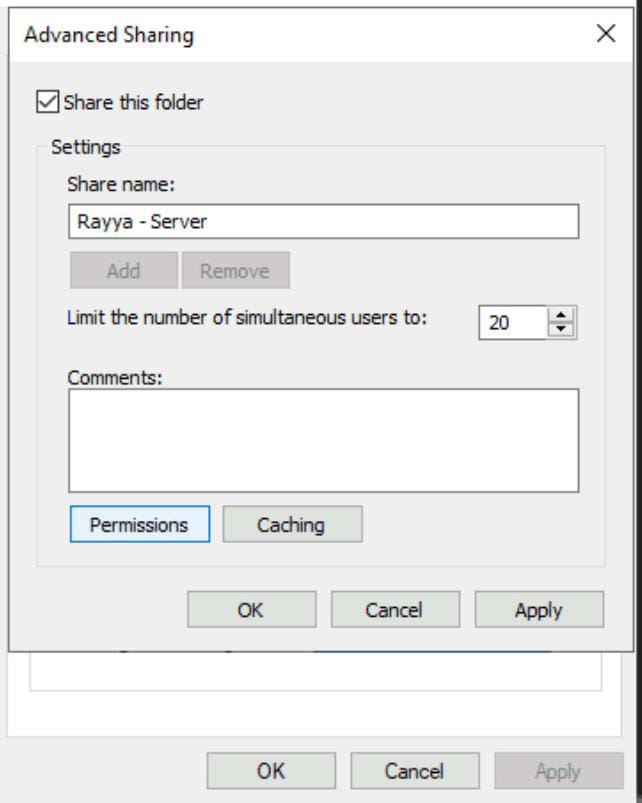 Advanced Sharing
Share this folder
Settings
Share name:
Rayya - Server
Add Remove
Limit the number of simultaneous users to: 20
Comments:
Permissions Caching
OK Cancel Apply
OK Cancel Apply